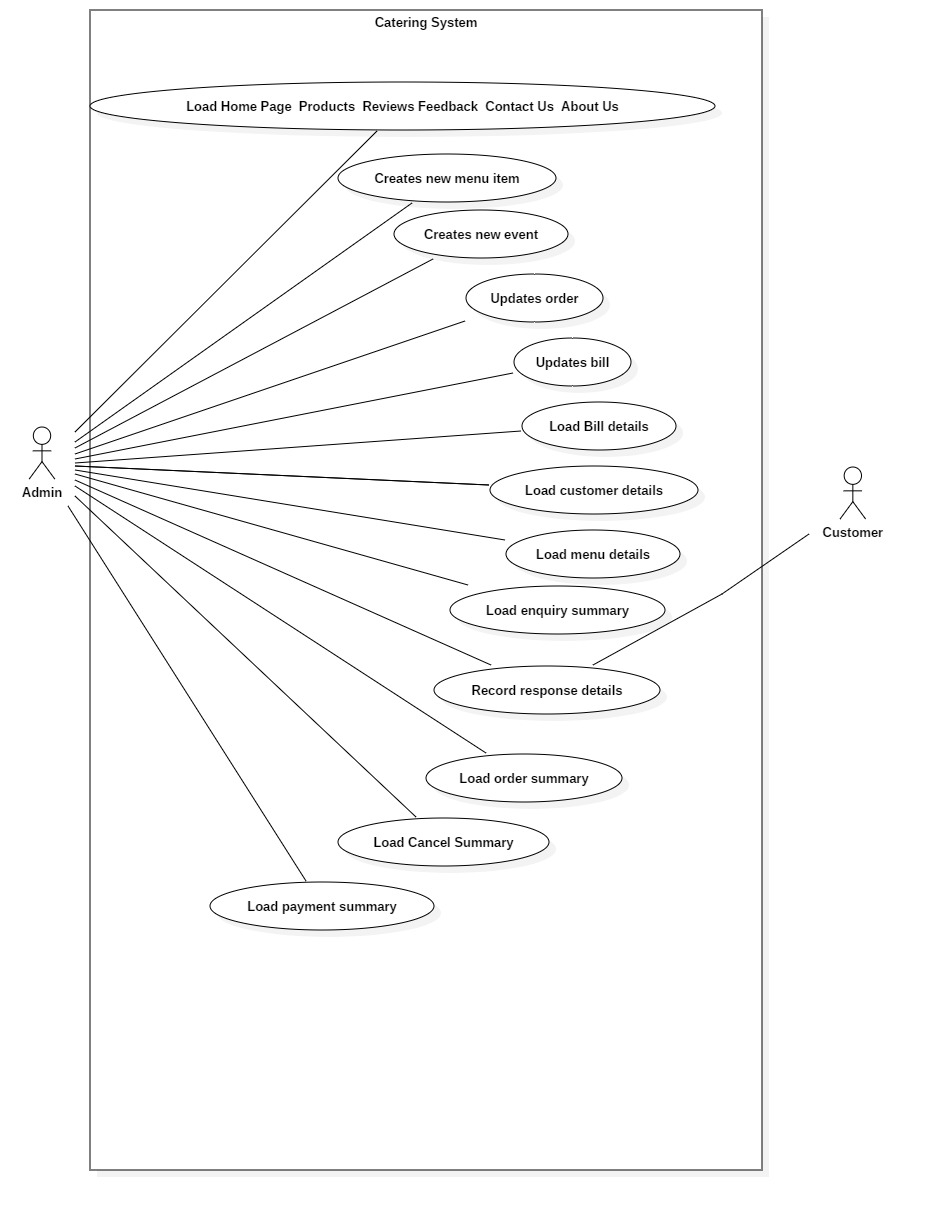 Catering System
Load Home Page  Products  Reviews Feedback  Contact Us  About Us
Creates new menu item
Creates new event
Updates order
Updates bill
Load Bill details
Load customer details
Admin
Customer
Load menu details
Load enquiry summary
Record response details
Load order summary
Load Cancel Summary
Load payment summary